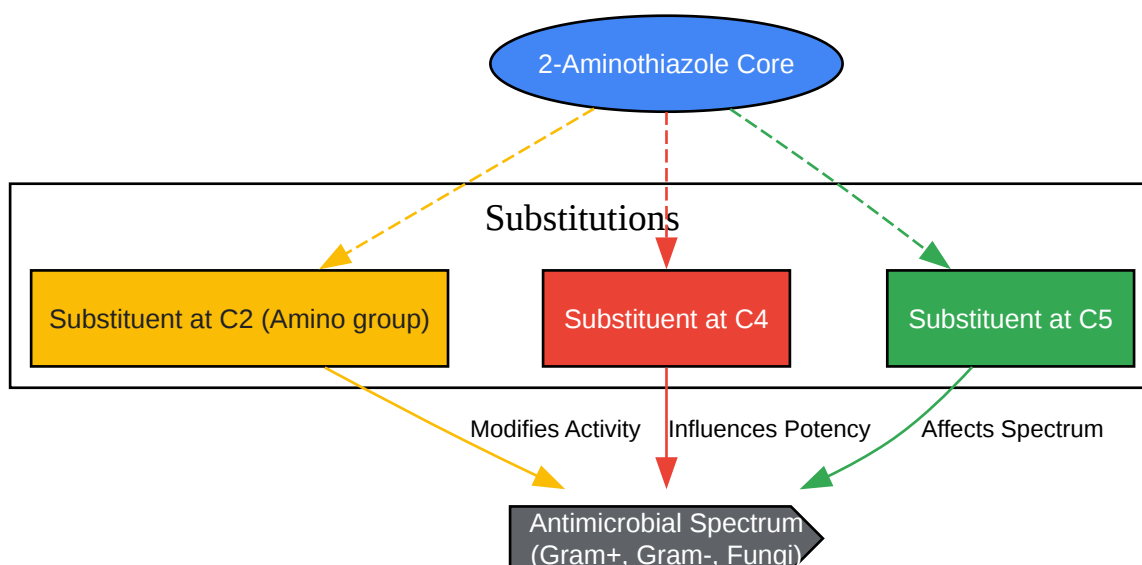 2-Aminothiazole Core
Substitutions
Substituent at C2 (Amino group)
Substituent at C4
Substituent at C5
Modifies Activity
Influences Potency
Affects Spectrum
Antimicrobial Spectrum
(Gram+, Gram-, Fungi)